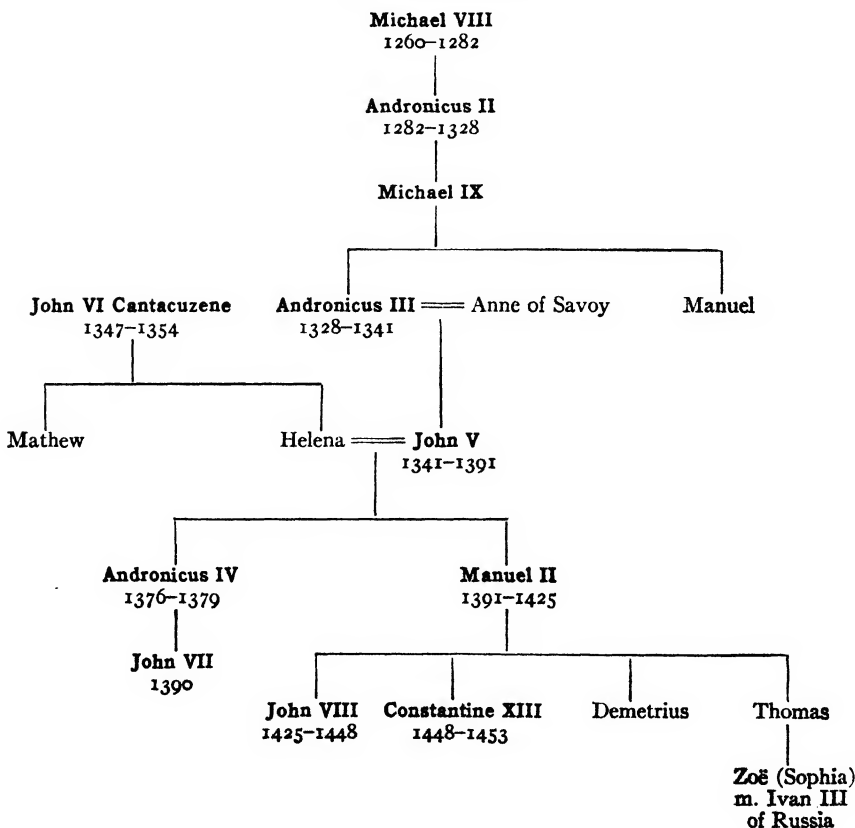 Michael VIII
1260–1282
Andronicus II
1282–1328
Michael IX
John VI Cantacuzene
1347–1354
Andronicus III
1328–1341
Anne of Savoy
Manuel
Mathew
Helena
John V
1341–1391
Andronicus IV
1376–1379
Manuel II
1391–1425
John VII
1390
John VIII
1425–1448
Constantine XIII
1448–1453
Demetrius
Thomas
Zoë (Sophia)
m. Ivan III
of Russia